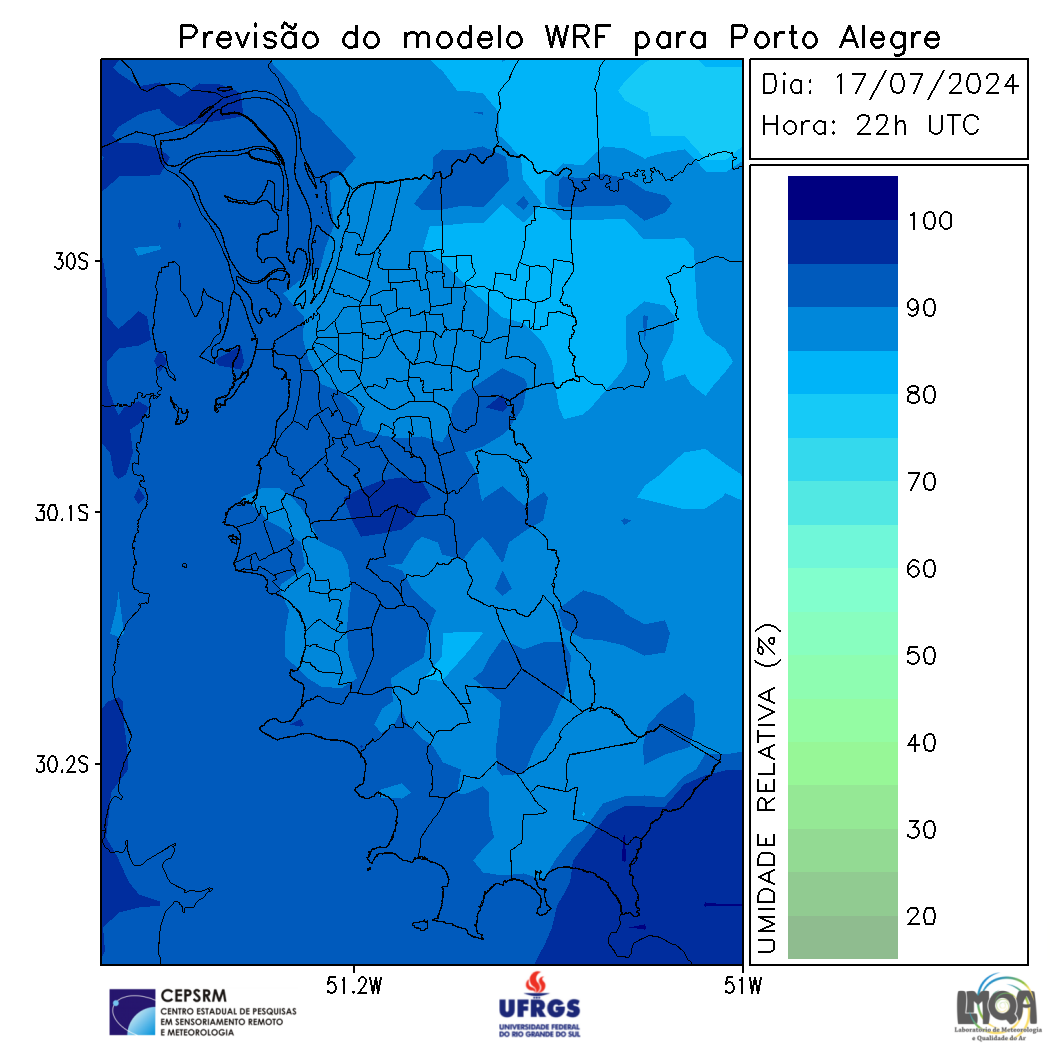 Previsão do modelo WRF para Porto Alegre
Dia: 17/07/2024
Hora: 22h UTC
30S
30.1S
30.2S
51.2W
51W
UMIDADE RELATIVA (%)
100
90
80
70
60
50
40
30
20
CEPSRM
CENTRO ESTADUAL DE PESQUISAS
EM SENSORIAMENTO REMOTO
E METEOROLOGIA
UFRGS
UNIVERSIDADE FEDERAL
DO RIO GRANDE DO SUL
LMQA
Laboratório de Meteorologia
e Qualidade do Ar